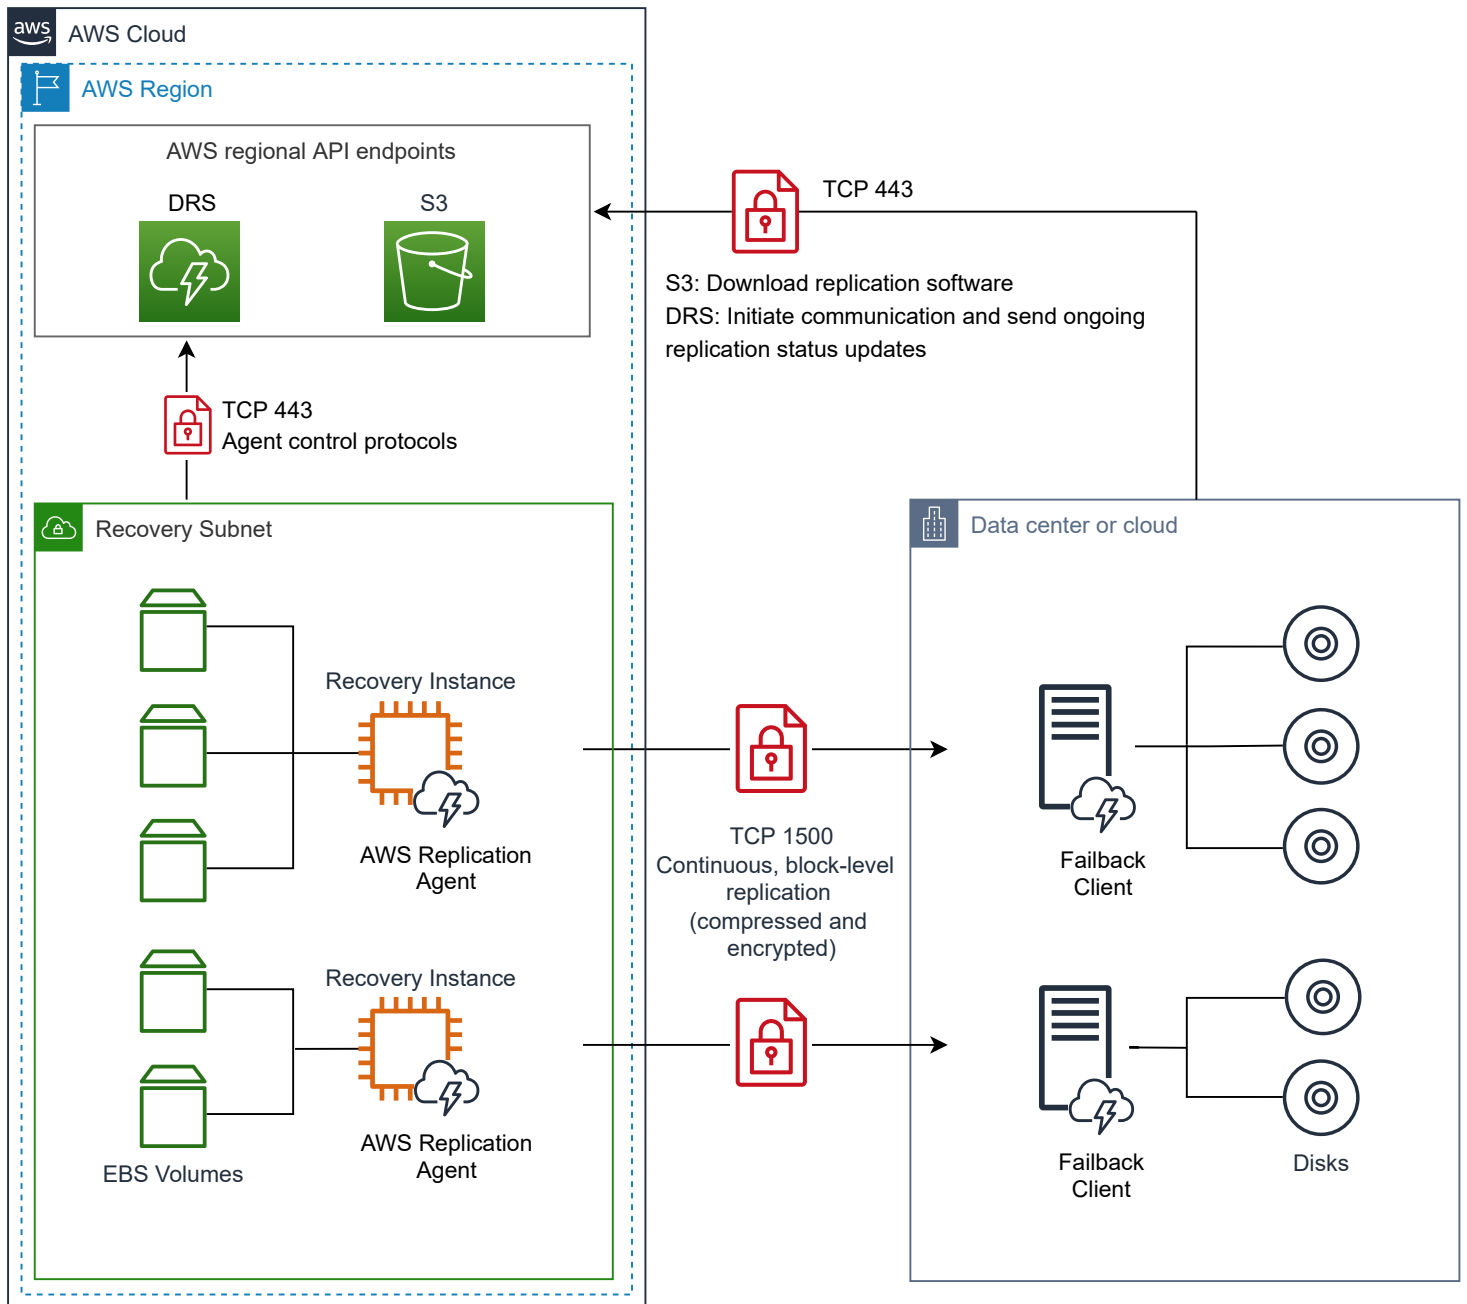 aws
AWS Cloud
AWS Region
AWS regional API endpoints
DRS
S3
TCP 443
S3: Download replication software
DRS: Initiate communication and send ongoing
replication status updates
TCP 443
Agent control protocols
Recovery Subnet
Data center or cloud
Recovery Instance
AWS Replication
Agent
TCP 1500
Continuous, block-level
replication
(compressed and
encrypted)
Failback
Client
Recovery Instance
AWS Replication
Agent
EBS Volumes
Failback
Client
Disks